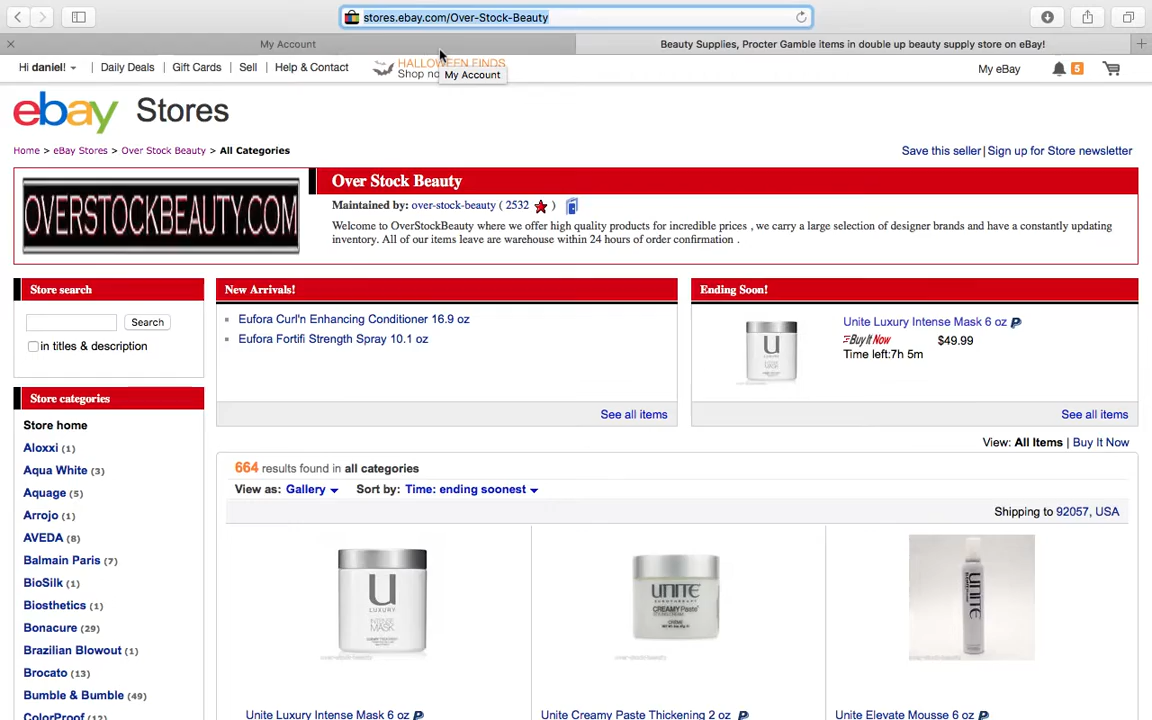 stores.ebay.com/Over-Stock-Beauty
My Account
Beauty Supplies, Procter Gamble items in double up beauty supply store on eBay!
Hi daniel!
Daily Deals
Gift Cards
Sell
Help & Contact
HALLOWEEN FINDS
Shop no
My Account
My eBay
5
ebay Stores
Home > eBay Stores > Over Stock Beauty > All Categories
Save this seller | Sign up for Store newsletter
OVERSTOCKBEAUTY.COM
Over Stock Beauty
Maintained by: over-stock-beauty ( 2532 )
Welcome to OverStockBeauty where we offer high quality products for incredible prices , we carry a large selection of designer brands and have a constantly updating
inventory. All of our items leave are warehouse within 24 hours of order confirmation .
Store search
Search
in titles & description
New Arrivals!
Eufora Curl'n Enhancing Conditioner 16.9 oz
Eufora Fortifi Strength Spray 10.1 oz
See all items
Ending Soon!
Unite Luxury Intense Mask 6 oz
Buy It Now $49.99
Time left:7h 5m
See all items
Store categories
Store home
Aloxxi (1)
Aqua White (3)
Aquage (5)
Arrojo (1)
AVEDA (8)
Balmain Paris (7)
BioSilk (1)
Biosthetics (1)
Bonacure (29)
Brazilian Blowout (1)
Brocato (13)
Bumble & Bumble (49)
ColorProof (12)
View: All Items | Buy It Now
664 results found in all categories
View as: Gallery
Sort by: Time: ending soonest
Shipping to 92057, USA
U
LUXURY
INTENSE
MASK
UNITE
CREAMY Paste
UNITE
Unite Luxury Intense Mask 6 oz
Unite Creamy Paste Thickening 2 oz
Unite Elevate Mousse 6 oz